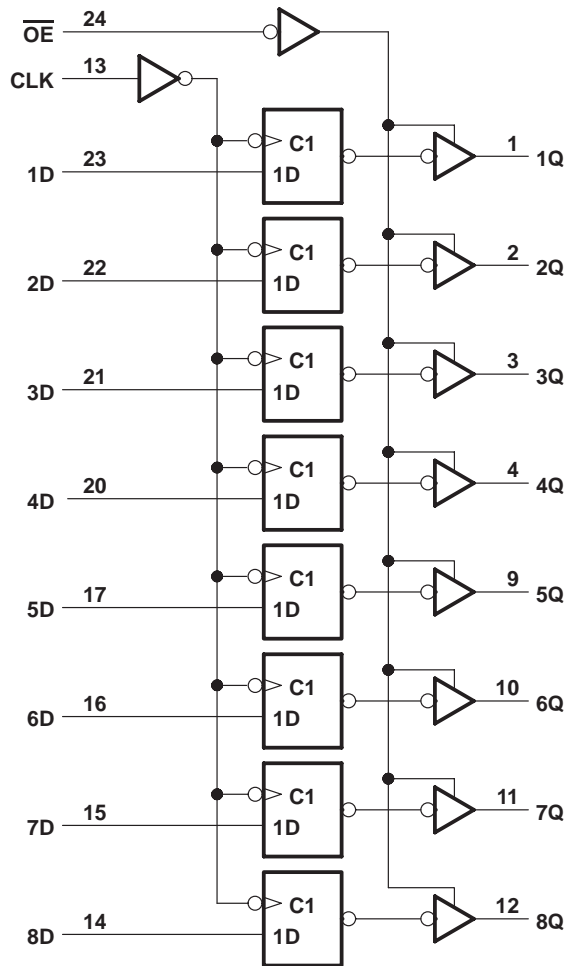 O̅E̅ 24
CLK 13
C1
1D 23 1D 1 1Q
C1
2D 22 1D 2 2Q
C1
3D 21 1D 3 3Q
C1
4D 20 1D 4 4Q
C1
5D 17 1D 9 5Q
C1
6D 16 1D 10 6Q
C1
7D 15 1D 11 7Q
C1
8D 14 1D 12 8Q